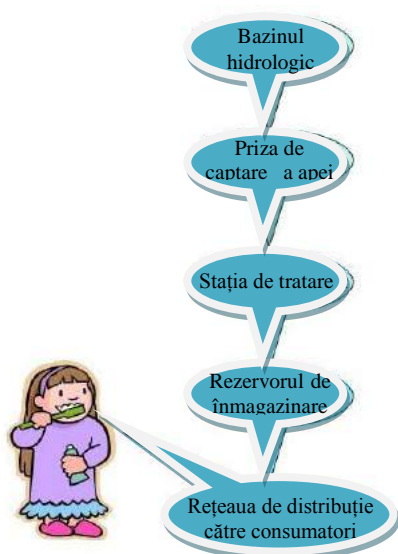 Bazinul
hidrologic
Priza de
captare a apei
Stația de tratare
Rezervorul de
înmagazinare
Rețeaua de distribuție
către consumatori